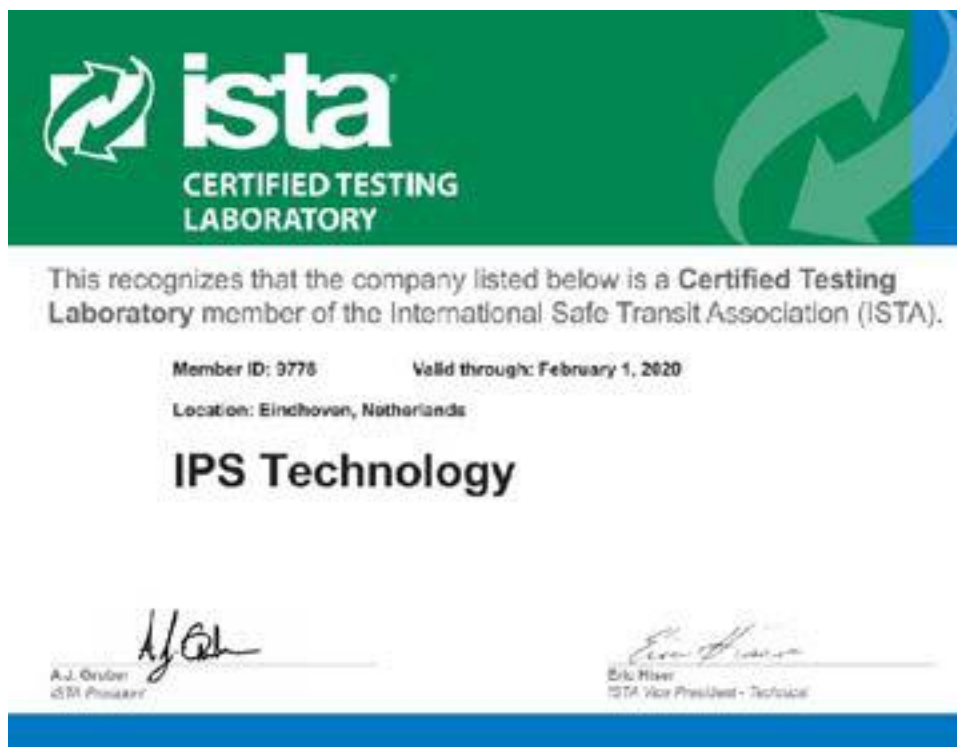 ista
CERTIFIED TESTING
LABORATORY
This recognizes that the company listed below is a Certified Testing
Laboratory member of the International Safe Transit Association (ISTA).
Member ID: 9778 Valid through: February 1, 2020
Location: Eindhoven, Netherlands
IPS Technology
A.J. Gruber
ISTA President
Eric Hiser
ISTA Vice President - Technical